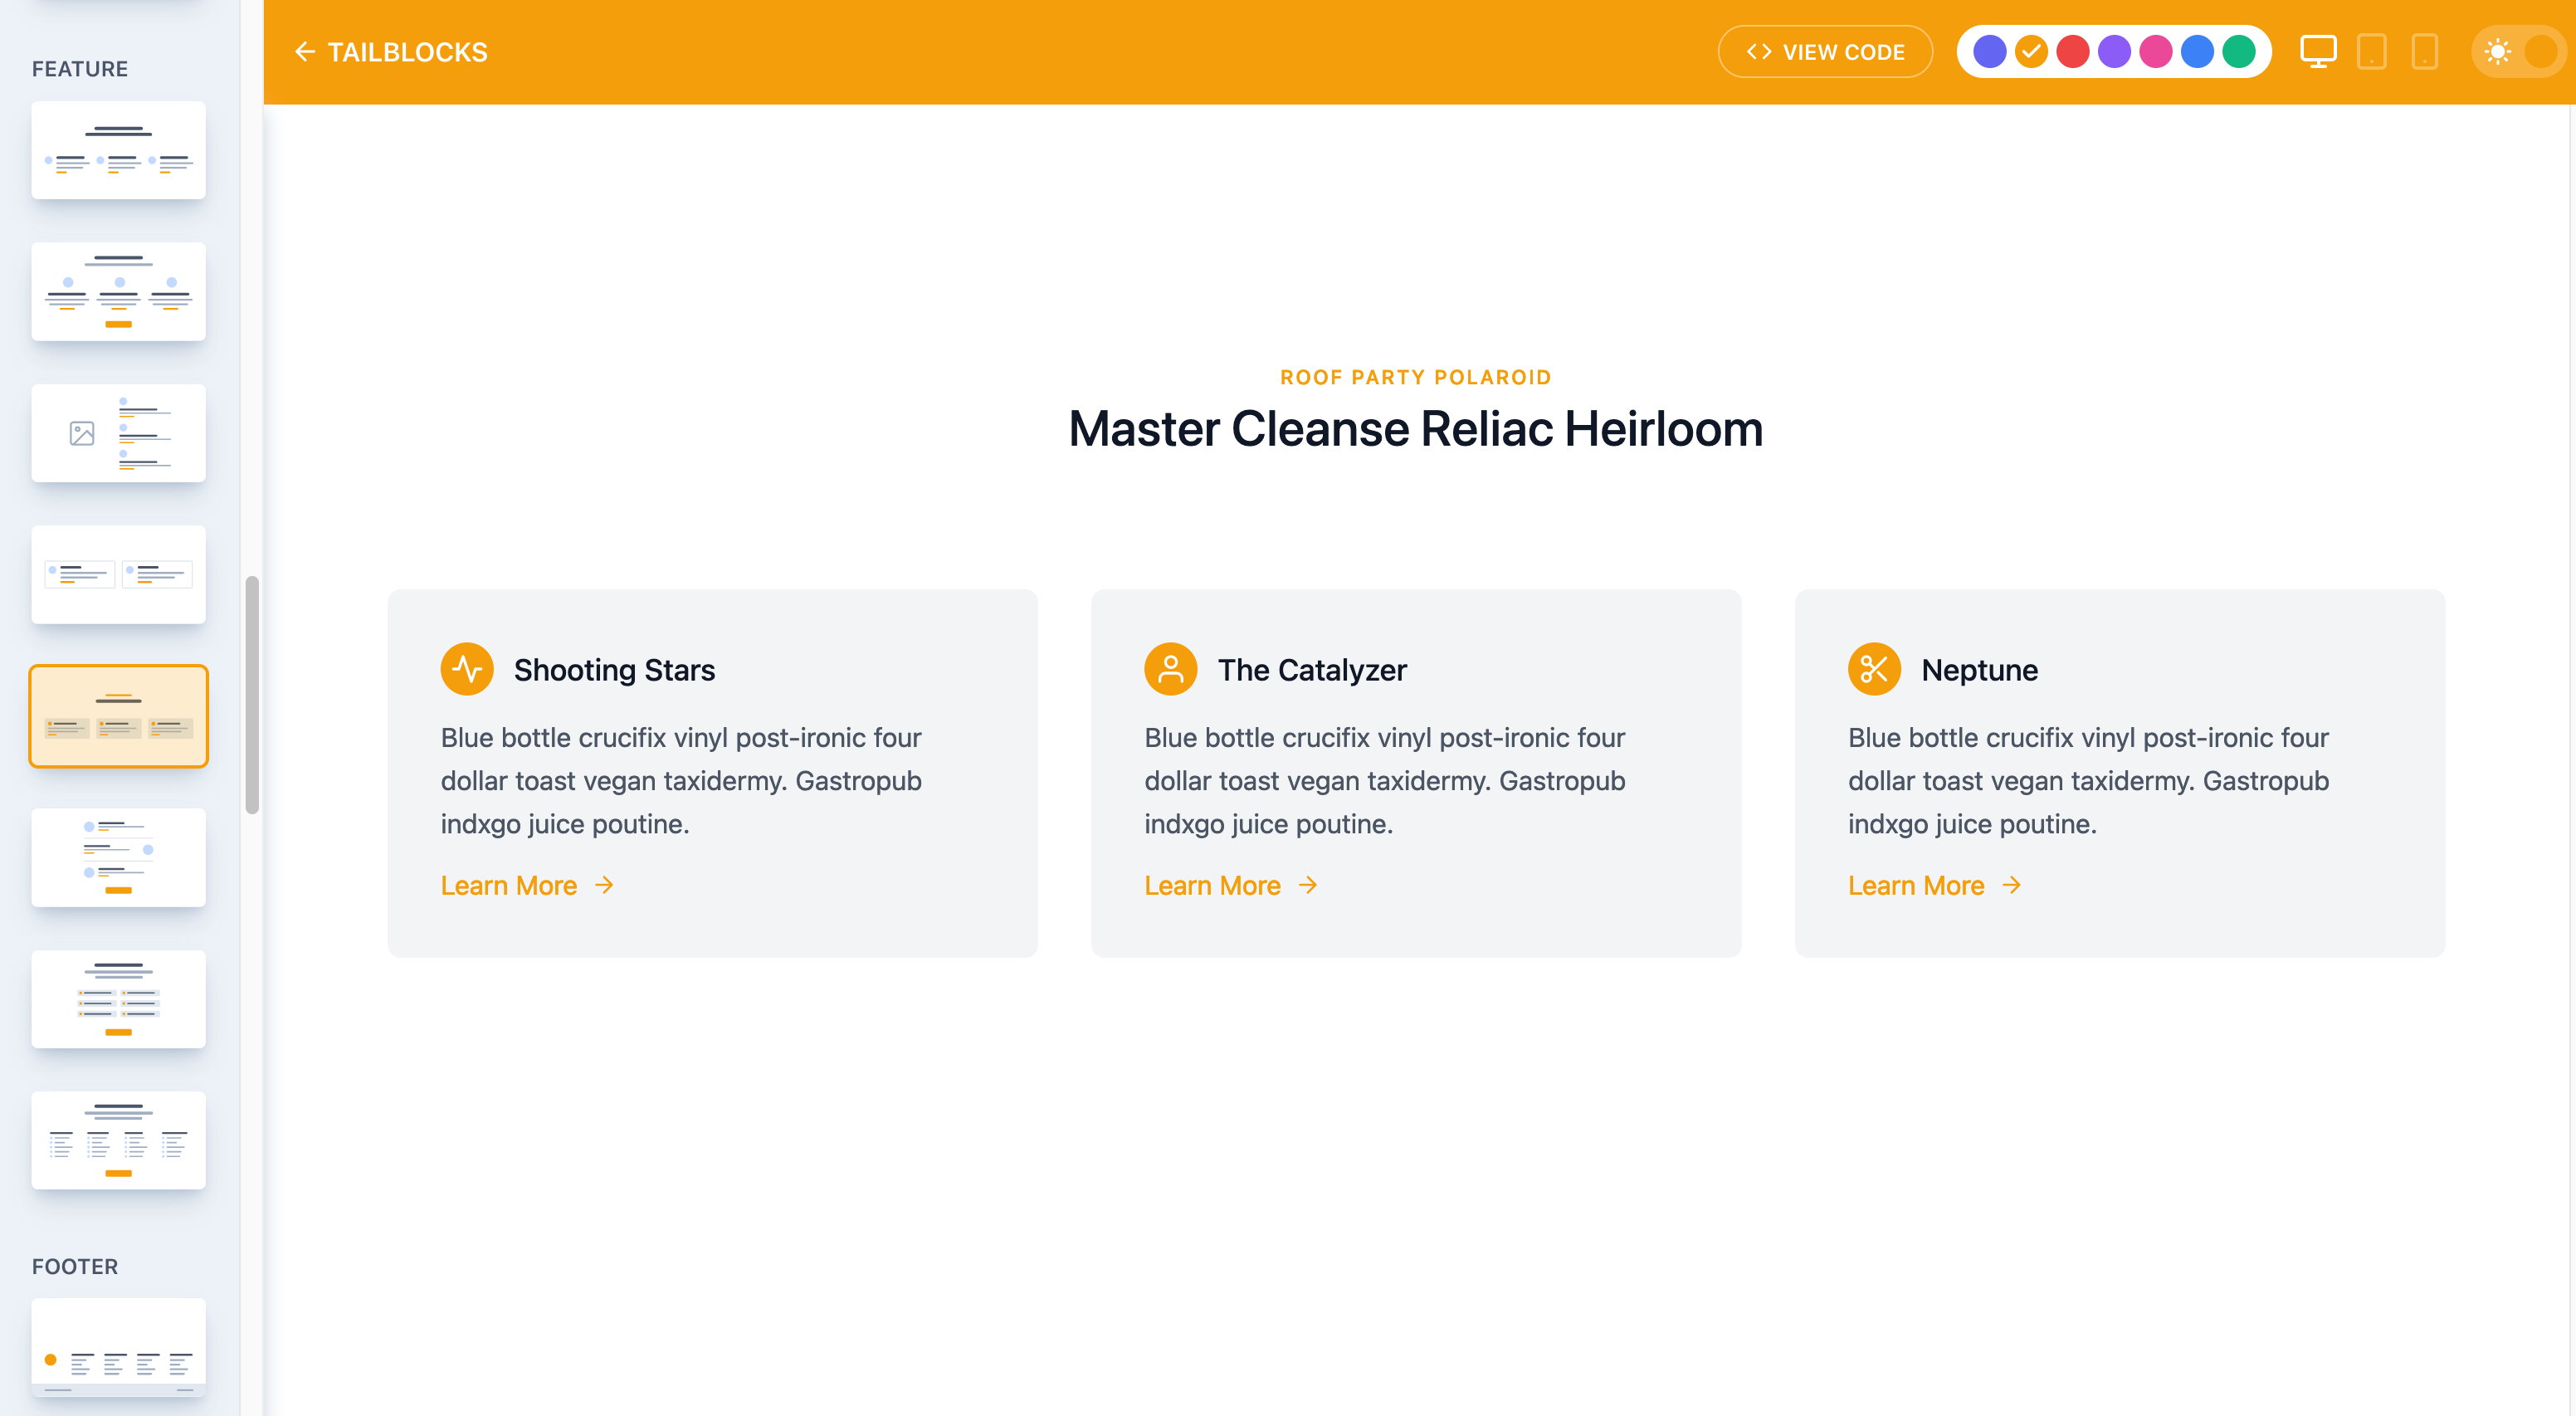 FEATURE
FOOTER
TAILBLOCKS
VIEW CODE
ROOF PARTY POLAROID
Master Cleanse Reliac Heirloom
Shooting Stars
Blue bottle crucifix vinyl post-ironic four
dollar toast vegan taxidermy. Gastropub
indxgo juice poutine.
Learn More
The Catalyzer
Blue bottle crucifix vinyl post-ironic four
dollar toast vegan taxidermy. Gastropub
indxgo juice poutine.
Learn More
Neptune
Blue bottle crucifix vinyl post-ironic four
dollar toast vegan taxidermy. Gastropub
indxgo juice poutine.
Learn More